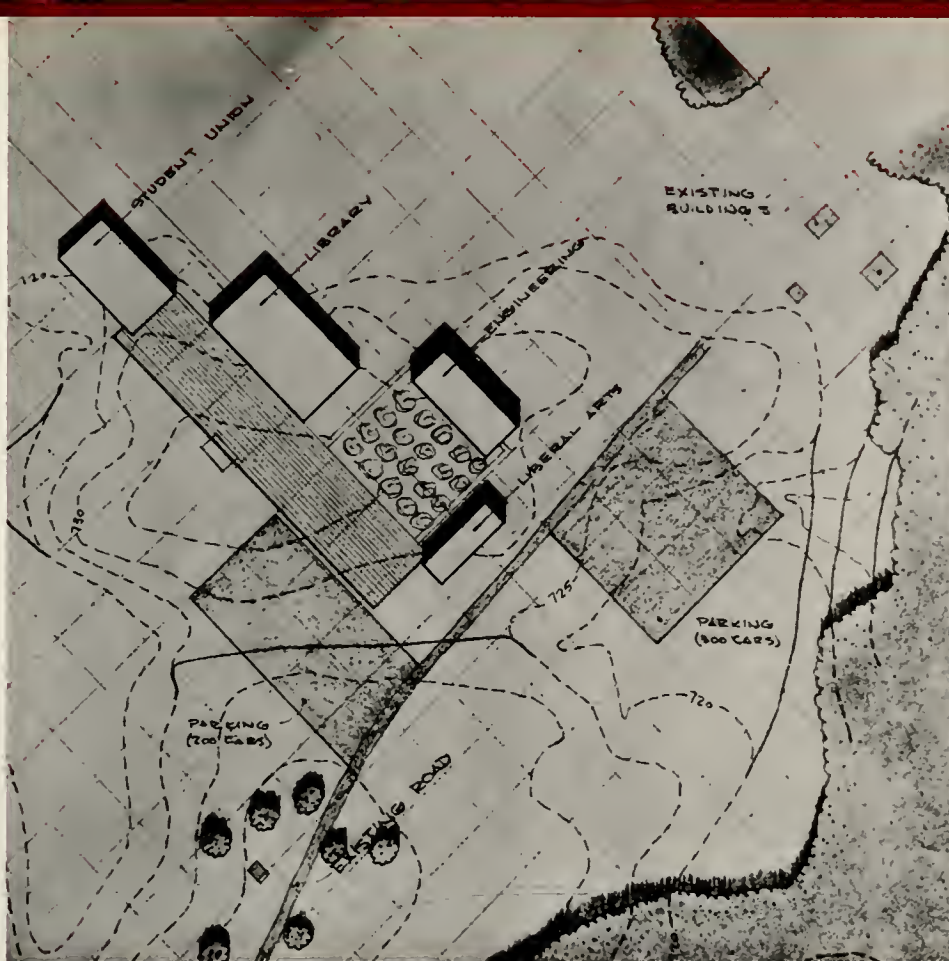 STUDENT UNION
LIBRARY
EXISTING
BUILDINGS
ENGINEERING
720
LIBERAL ARTS
730
725
PARKING
(300 CARS)
720
PARKING
(200 CARS)
EXISTING ROAD